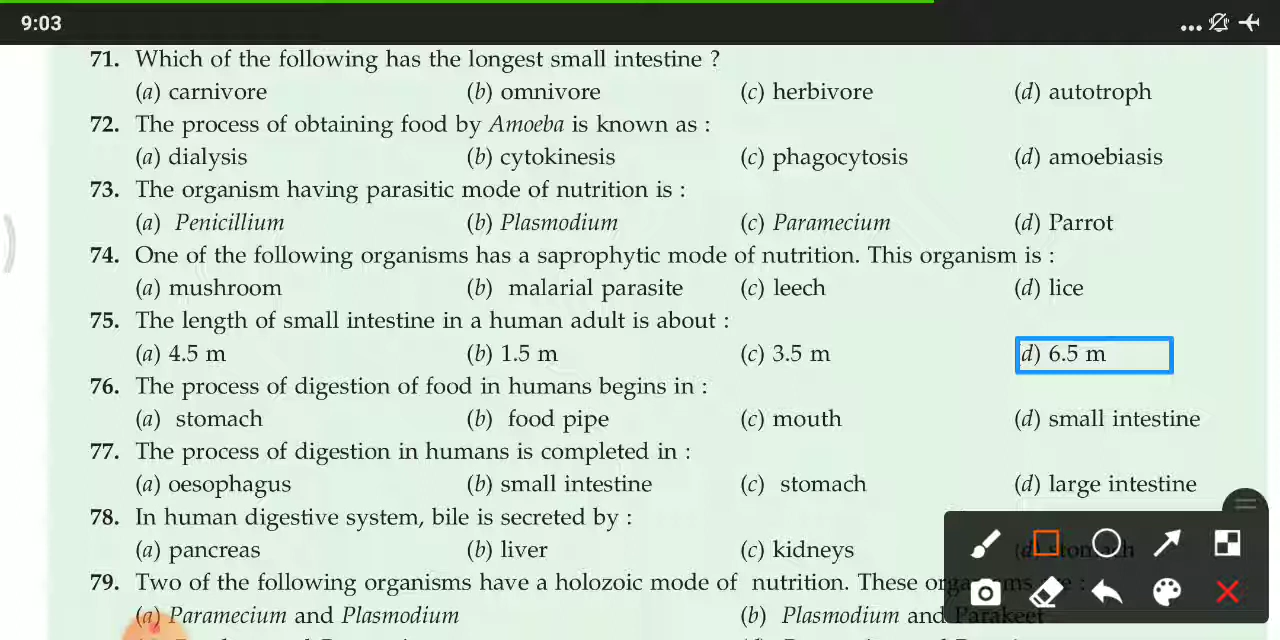 9:03
71. Which of the following has the longest small intestine ?
(a) carnivore (b) omnivore (c) herbivore (d) autotroph
72. The process of obtaining food by Amoeba is known as :
(a) dialysis (b) cytokinesis (c) phagocytosis (d) amoebiasis
73. The organism having parasitic mode of nutrition is :
(a) Penicillium (b) Plasmodium (c) Paramecium (d) Parrot
74. One of the following organisms has a saprophytic mode of nutrition. This organism is :
(a) mushroom (b) malarial parasite (c) leech (d) lice
75. The length of small intestine in a human adult is about :
(a) 4.5 m (b) 1.5 m (c) 3.5 m (d) 6.5 m
76. The process of digestion of food in humans begins in :
(a) stomach (b) food pipe (c) mouth (d) small intestine
77. The process of digestion in humans is completed in :
(a) oesophagus (b) small intestine (c) stomach (d) large intestine
78. In human digestive system, bile is secreted by :
(a) pancreas (b) liver (c) kidneys (d) stomach
79. Two of the following organisms have a holozoic mode of nutrition. These organisms are :
(a) Paramecium and Plasmodium (b) Plasmodium and Parakeet